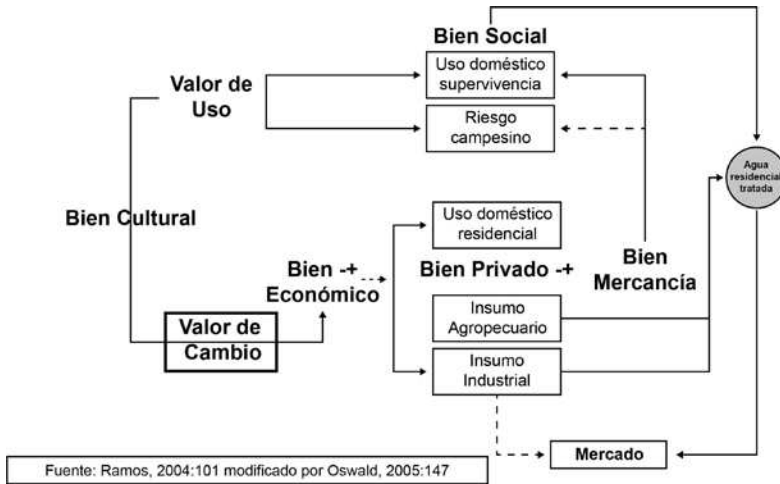 Bien Social
Uso doméstico
supervivencia
Valor de
Uso
Riesgo
campesino
Agua
residencial
tratada
Bien Cultural
Uso doméstico
residencial
Bien -+
Económico
Bien Privado -+
Bien
Mercancía
Valor de
Cambio
Insumo
Agropecuario
Insumo
Industrial
Mercado
Fuente: Ramos, 2004:101 modificado por Oswald, 2005:147